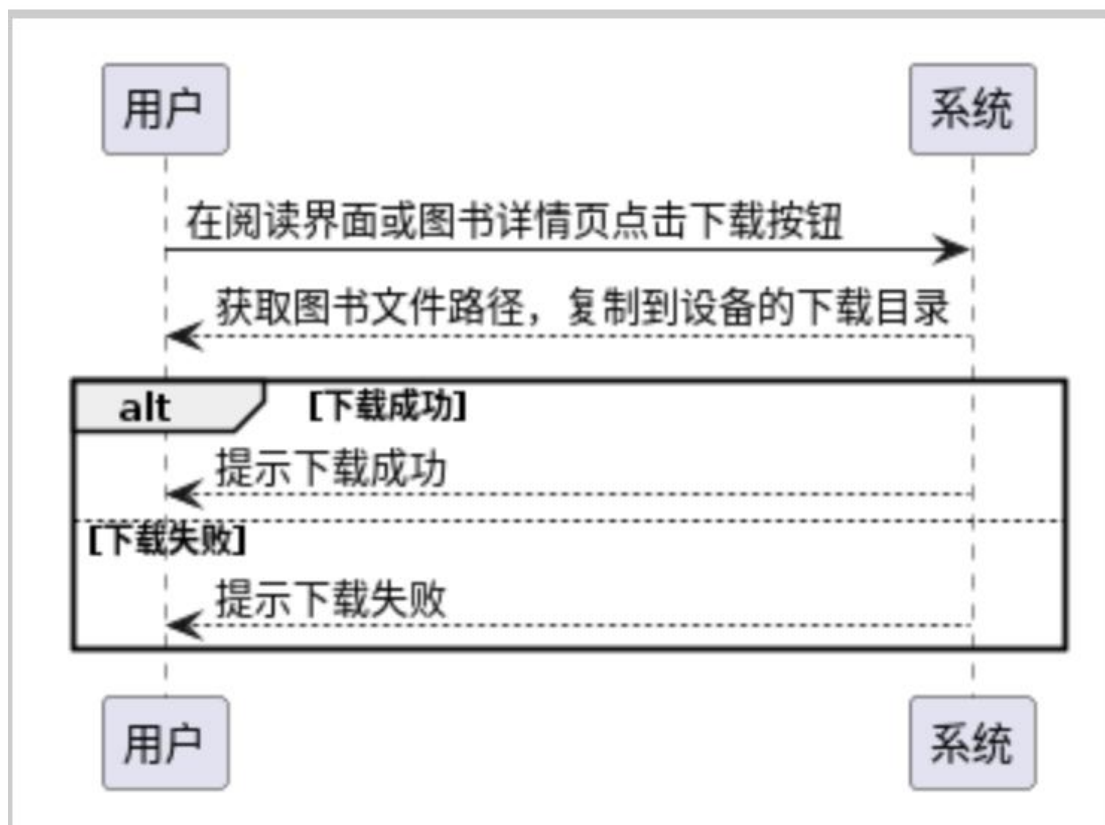 用户 系统
在阅读界面或图书详情页点击下载按钮
获取图书文件路径，复制到设备的下载目录
alt [下载成功]
提示下载成功
[下载失败]
提示下载失败
用户 系统